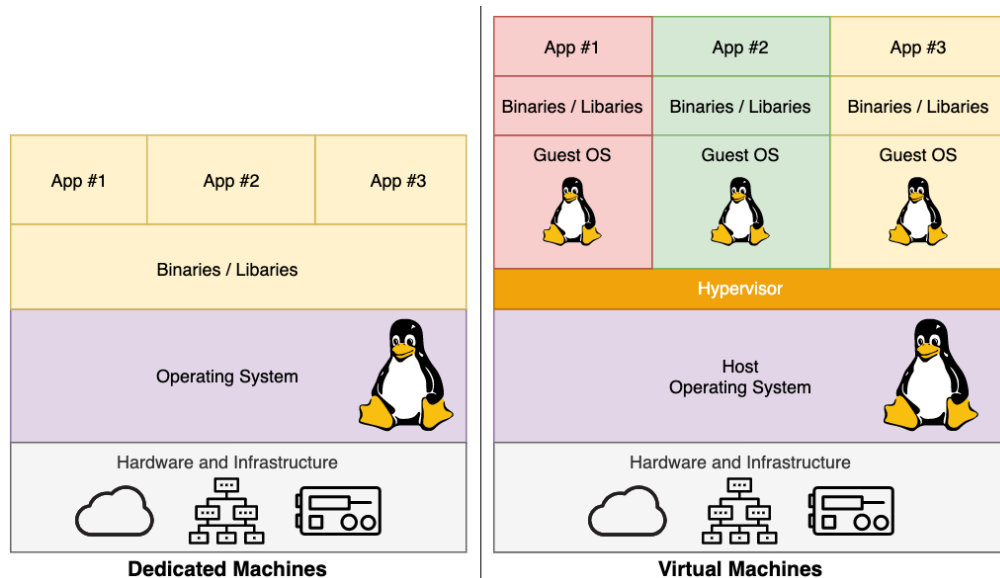 App #1
App #2
App #3
Binaries / Libaries
Operating System
Hardware and Infrastructure
Dedicated Machines
App #1
App #2
App #3
Binaries / Libaries
Binaries / Libaries
Binaries / Libaries
Guest OS
Guest OS
Guest OS
Hypervisor
Host
Operating System
Hardware and Infrastructure
Virtual Machines